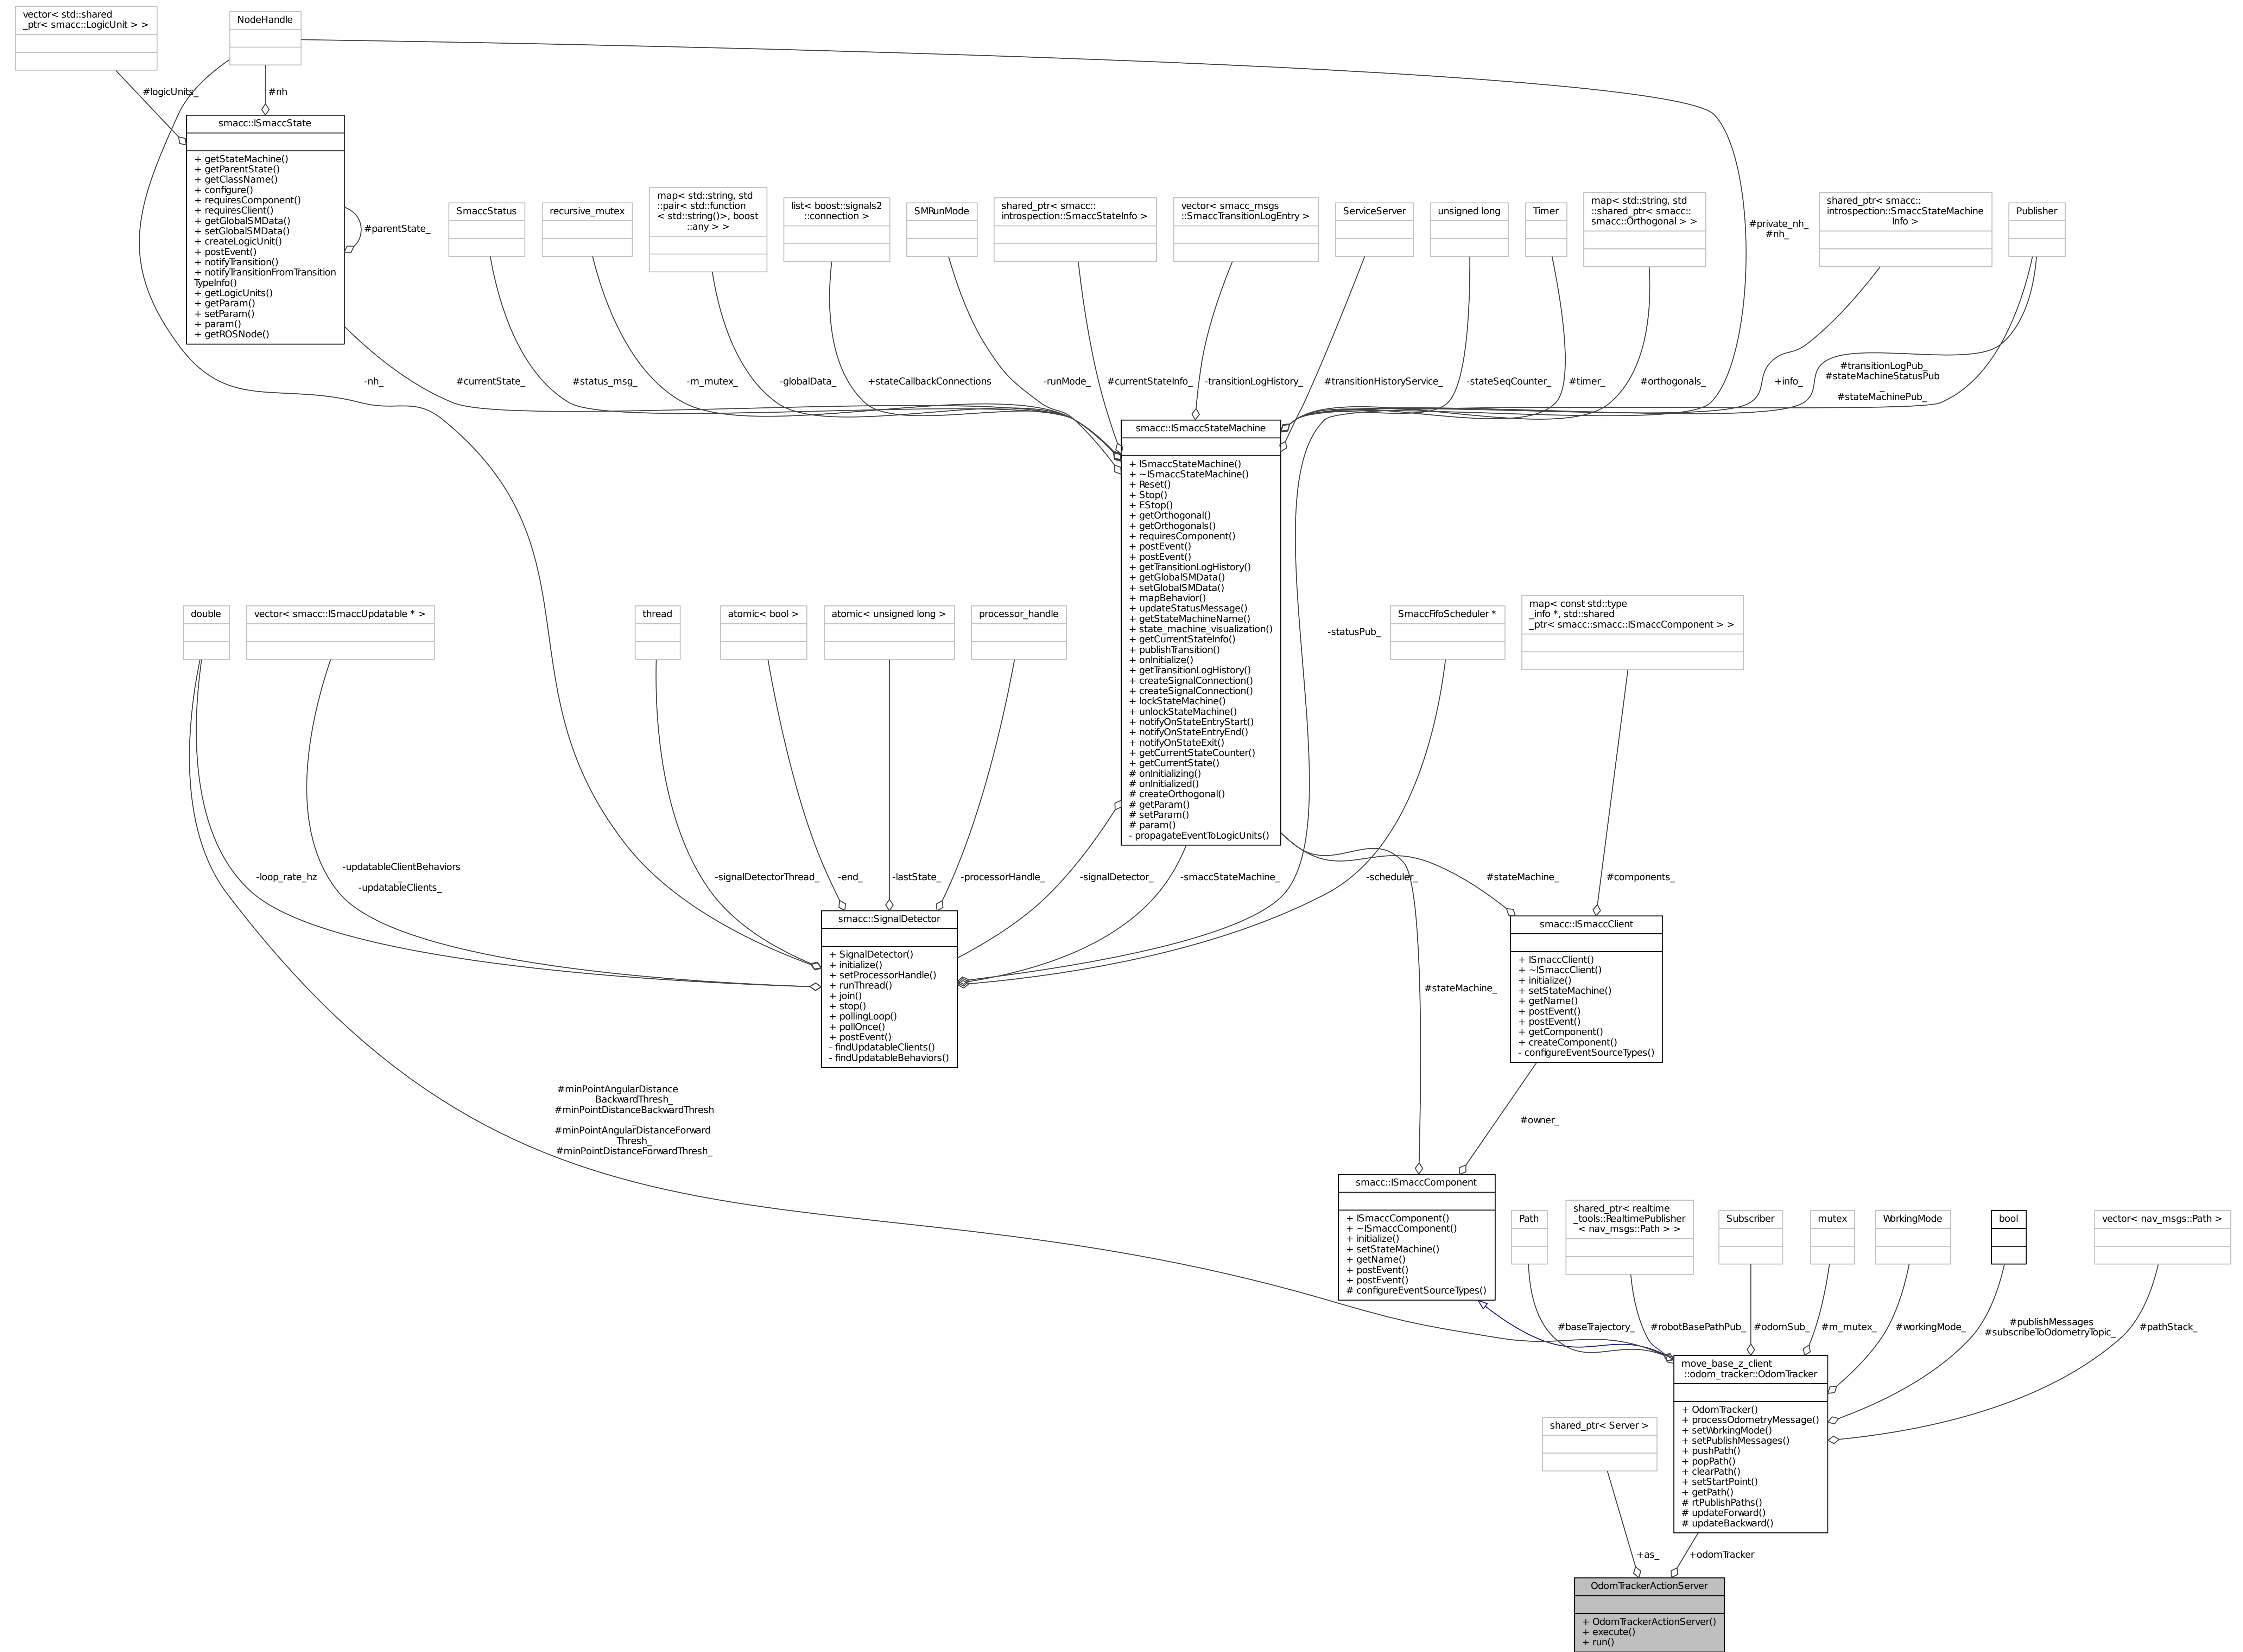 vector< std::shared
_ptr< smacc::LogicUnit > >
NodeHandle
#logicUnits_
#nh
smacc::ISmaccState
+ getStateMachine()
+ getParentState()
+ getClassName()
+ configure()
+ requiresComponent()
+ requiresClient()
+ getGlobalSMData()
+ setGlobalSMData()
+ createLogicUnit()
+ postEvent()
+ notifyTransition()
+ notifyTransitionFromTransition
TypeInfo()
+ getLogicUnits()
+ getParam()
+ setParam()
+ param()
+ getROSNode()
#parentState_
SmaccStatus
recursive_mutex
map< std::string, std
::pair< std::function
< std::string()>, boost
::any > >
list< boost::signals2
::connection >
SMRunMode
shared_ptr< smacc::
introspection::SmaccStateInfo >
vector< smacc_msgs
::SmaccTransitionLogEntry >
ServiceServer
unsigned long
Timer
map< std::string, std
::shared_ptr< smacc::
smacc::Orthogonal > >
#private_nh_
#nh_
shared_ptr< smacc::
introspection::SmaccStateMachine
Info >
Publisher
-nh_
#currentState_
#status_msg_
-m_mutex_
-globalData_
+stateCallbackConnections
-runMode_
#currentStateInfo_
-transitionLogHistory_
#transitionHistoryService_
-stateSeqCounter_
#timer_
#orthogonals_
+info_
#transitionLogPub_
#stateMachineStatusPub
_
#stateMachinePub_
smacc::ISmaccStateMachine
+ ISmaccStateMachine()
+ ~ISmaccStateMachine()
+ Reset()
+ Stop()
+ EStop()
+ getOrthogonal()
+ getOrthogonals()
+ requiresComponent()
+ postEvent()
+ postEvent()
+ getTransitionLogHistory()
+ getGlobalSMData()
+ setGlobalSMData()
+ mapBehavior()
+ updateStatusMessage()
+ getStateMachineName()
+ state_machine_visualization()
+ getCurrentStateInfo()
+ publishTransition()
+ onInitialize()
+ getTransitionLogHistory()
+ createSignalConnection()
+ createSignalConnection()
+ lockStateMachine()
+ unlockStateMachine()
+ notifyOnStateEntryStart()
+ notifyOnStateEntryEnd()
+ notifyOnStateExit()
+ getCurrentStateCounter()
+ getCurrentState()
# onInitializing()
# onInitialized()
# createOrthogonal()
# getParam()
# setParam()
# param()
- propagateEventToLogicUnits()
double
vector< smacc::ISmaccUpdatable * >
thread
atomic< bool >
atomic< unsigned long >
processor_handle
-statusPub_
SmaccFifoScheduler *
map< const std::type
_info *, std::shared
_ptr< smacc::smacc::ISmaccComponent > >
-loop_rate_hz
-updatableClientBehaviors
_
-updatableClients_
-signalDetectorThread_
-end_
-lastState_
-processorHandle_
-signalDetector_
-smaccStateMachine_
-scheduler_
#stateMachine_
#components_
smacc::SignalDetector
+ SignalDetector()
+ initialize()
+ setProcessorHandle()
+ runThread()
+ join()
+ stop()
+ pollingLoop()
+ pollOnce()
+ postEvent()
- findUpdatableClients()
- findUpdatableBehaviors()
smacc::ISmaccClient
+ ISmaccClient()
+ ~ISmaccClient()
+ initialize()
+ setStateMachine()
+ getName()
+ postEvent()
+ postEvent()
+ getComponent()
+ createComponent()
- configureEventSourceTypes()
#stateMachine_
#minPointAngularDistance
BackwardThresh_
#minPointDistanceBackwardThresh
_
#minPointAngularDistanceForward
Thresh_
#minPointDistanceForwardThresh_
#owner_
smacc::ISmaccComponent
+ ISmaccComponent()
+ ~ISmaccComponent()
+ initialize()
+ setStateMachine()
+ getName()
+ postEvent()
+ postEvent()
# configureEventSourceTypes()
Path
shared_ptr< realtime
_tools::RealtimePublisher
< nav_msgs::Path > >
Subscriber
mutex
WorkingMode
bool
vector< nav_msgs::Path >
#baseTrajectory_
#robotBasePathPub_
#odomSub_
#m_mutex_
#workingMode_
#publishMessages
#subscribeToOdometryTopic_
#pathStack_
move_base_z_client
::odom_tracker::OdomTracker
+ OdomTracker()
+ processOdometryMessage()
+ setWorkingMode()
+ setPublishMessages()
+ pushPath()
+ popPath()
+ clearPath()
+ setStartPoint()
+ getPath()
# rtPublishPaths()
# updateForward()
# updateBackward()
shared_ptr< Server >
+as_
+odomTracker
OdomTrackerActionServer
+ OdomTrackerActionServer()
+ execute()
+ run()